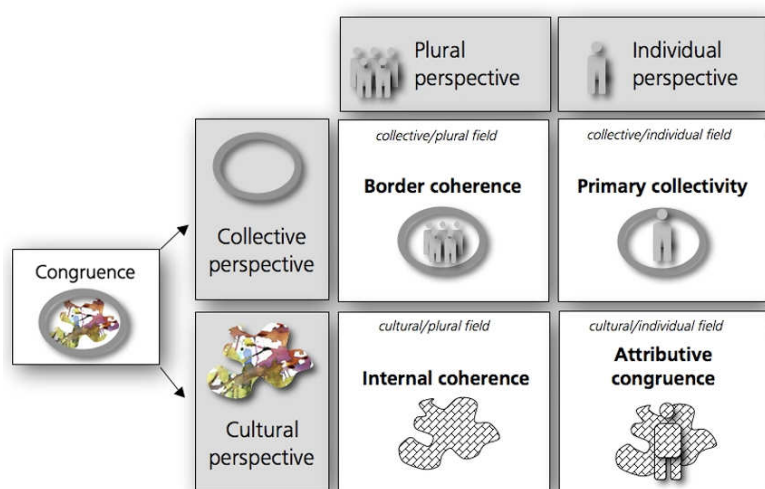 Plural
perspective
Individual
perspective
collective/plural field
collective/individual field
Border coherence
Primary collectivity
Collective
perspective
Congruence
cultural/plural field
cultural/individual field
Internal coherence
Attributive
congruence
Cultural
perspective